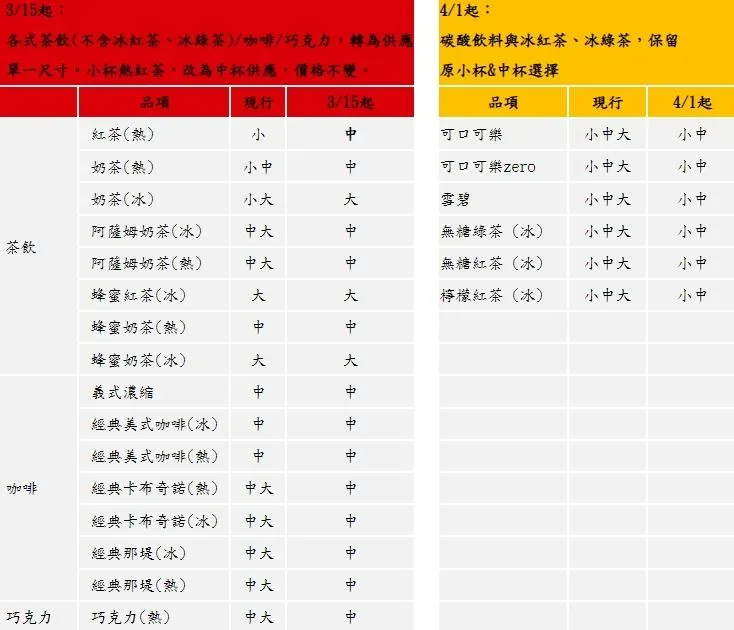 3/15起：
各式茶飲(不含冰紅茶、冰綠茶)/咖啡/巧克力，轉為供應
單一尺寸。小杯熱紅茶，改為中杯供應，價格不變。
品項 現行 3/15起
茶飲
紅茶(熱) 小 中
奶茶(熱) 小中 中
奶茶(冰) 小大 大
阿薩姆奶茶(冰) 中大 中
阿薩姆奶茶(熱) 中大 中
蜂蜜紅茶(冰) 大 大
蜂蜜奶茶(熱) 中 中
蜂蜜奶茶(冰) 大 大
咖啡
義式濃縮 中 中
經典美式咖啡(冰) 中 中
經典美式咖啡(熱) 中 中
經典卡布奇諾(熱) 中大 中
經典卡布奇諾(冰) 中大 中
經典那堤(冰) 中大 中
經典那堤(熱) 中大 中
巧克力 巧克力(熱) 中大 中
4/1起：
碳酸飲料與冰紅茶、冰綠茶，保留
原小杯&中杯選擇
品項 現行 4/1起
可口可樂 小中大 小中
可口可樂zero 小中大 小中
雪碧 小中大 小中
無糖綠茶（冰） 小中大 小中
無糖紅茶（冰） 小中大 小中
檸檬紅茶（冰） 小中大 小中